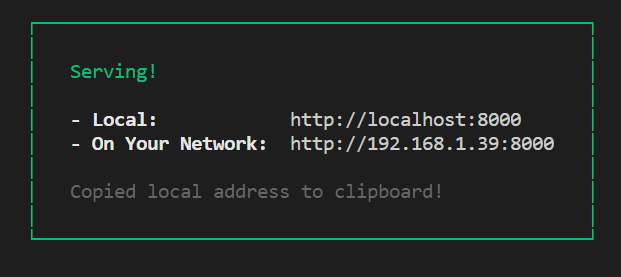 Serving!
- Local: http://localhost:8000
- On Your Network: http://192.168.1.39:8000
Copied local address to clipboard!